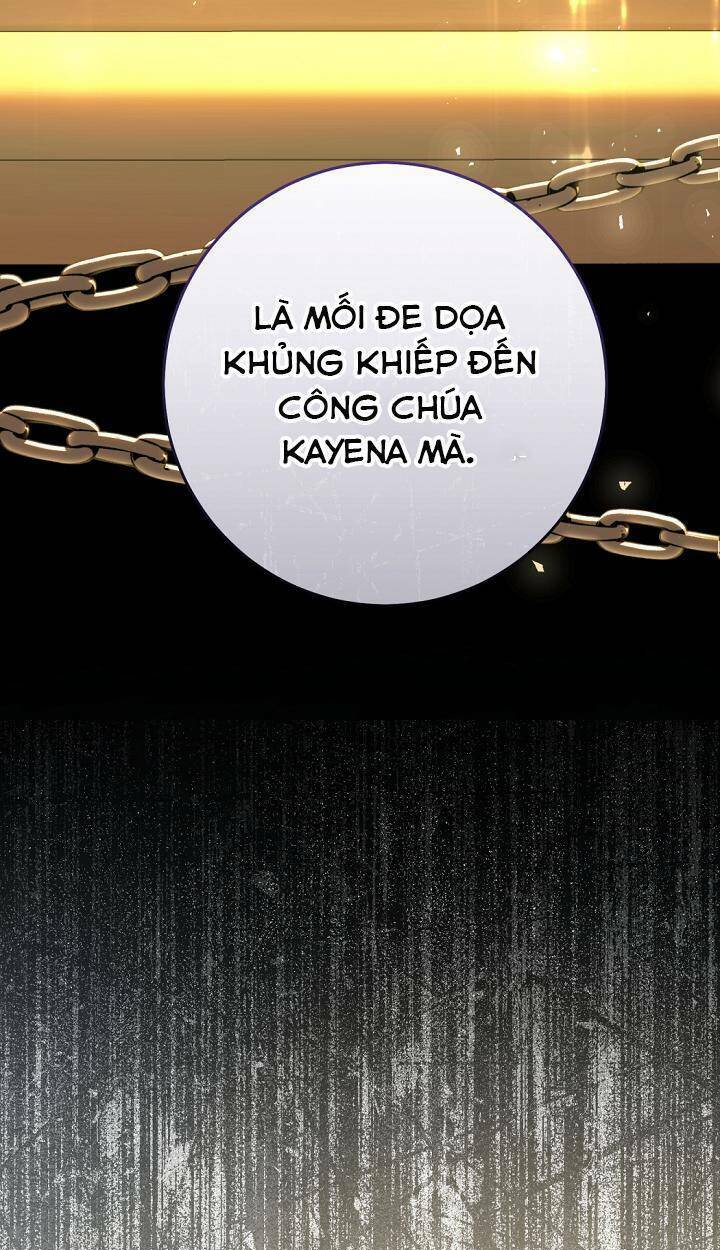 LÀ MỐI ĐE DỌA
KHỦNG KHIẾP ĐẾN
CÔNG CHÚA
KAYENA MÀ.